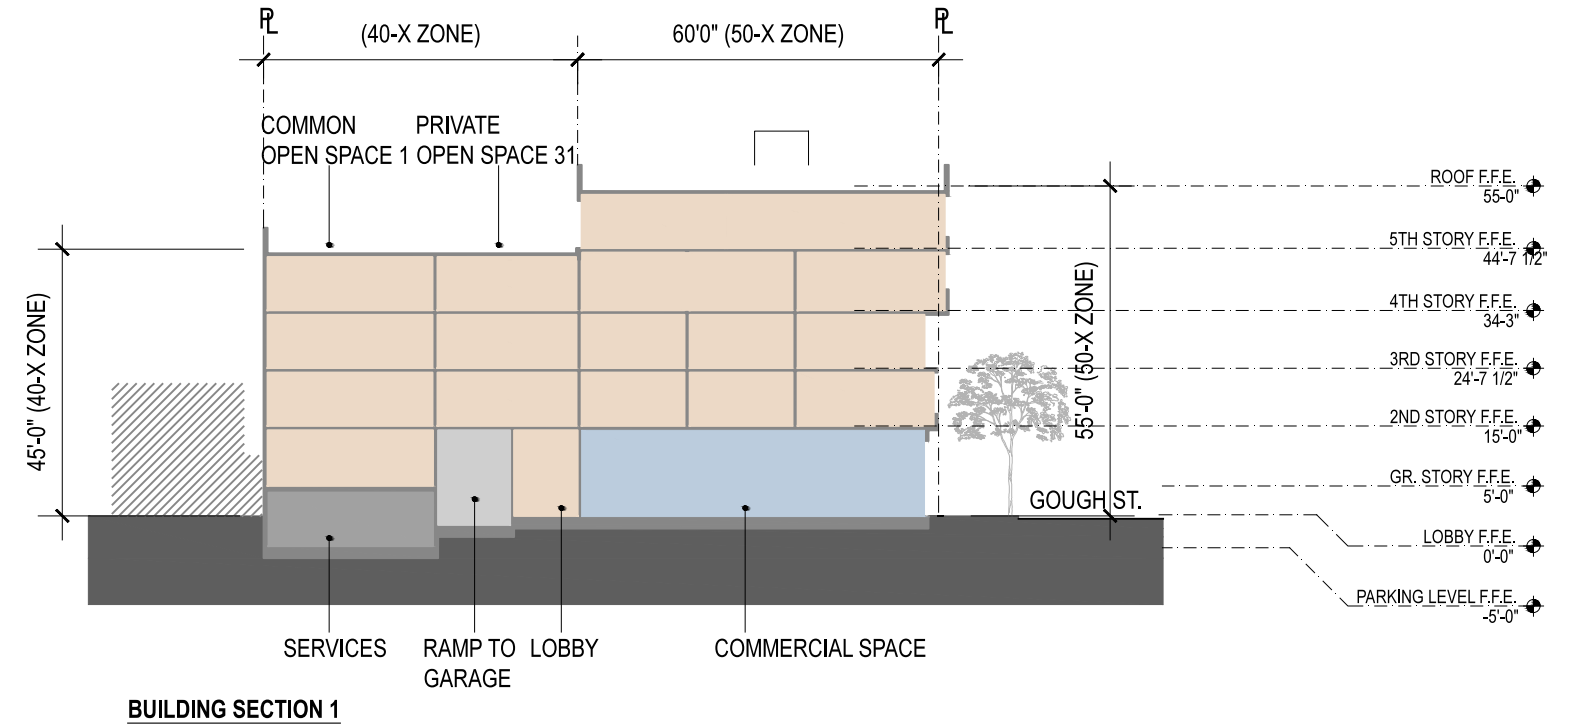 PL
(40-X ZONE)
60'0" (50-X ZONE)
PL
COMMON
OPEN SPACE 1
PRIVATE
OPEN SPACE 31
45'-0" (40-X ZONE)
55'-0" (50-X ZONE)
ROOF F.F.E.
55-0"
5TH STORY F.F.E.
44'-7 1/2"
4TH STORY F.F.E.
34-3"
3RD STORY F.F.E.
24'-7 1/2"
2ND STORY F.F.E.
15'-0"
GR. STORY F.F.E.
5'-0"
LOBBY F.F.E.
0'-0"
PARKING LEVEL F.F.E.
-5'-0"
GOUGH ST.
SERVICES
RAMP TO
GARAGE
LOBBY
COMMERCIAL SPACE
BUILDING SECTION 1